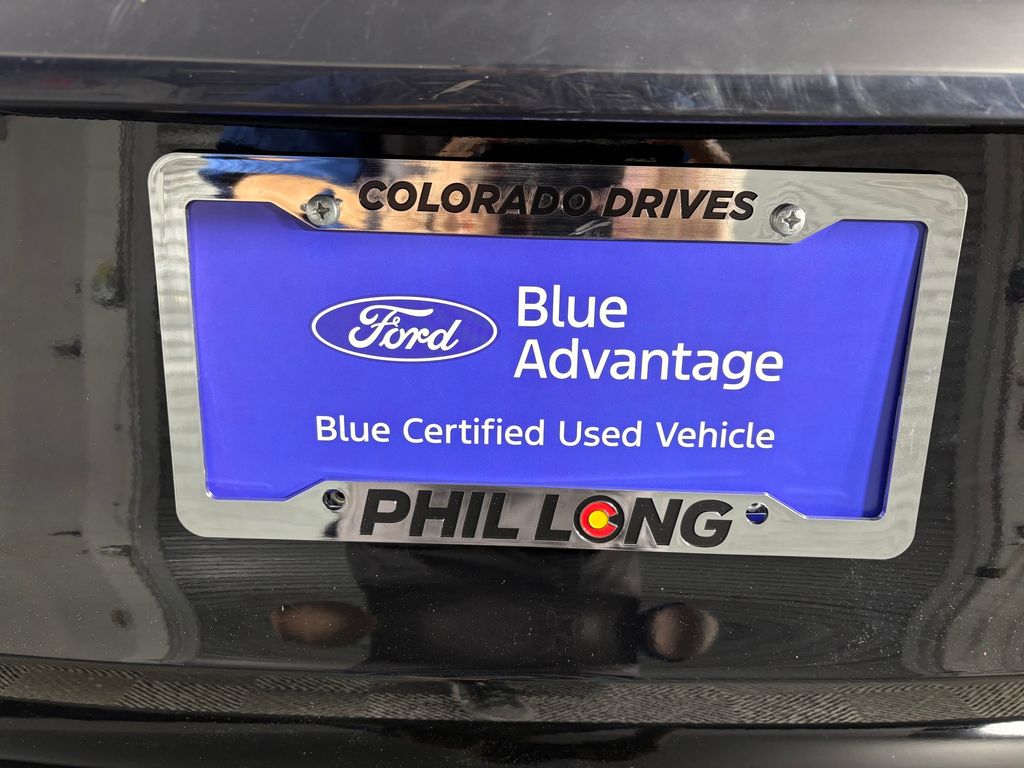 COLORADO DRIVES
Ford
Blue
Advantage
Blue Certified Used Vehicle
PHIL LONG